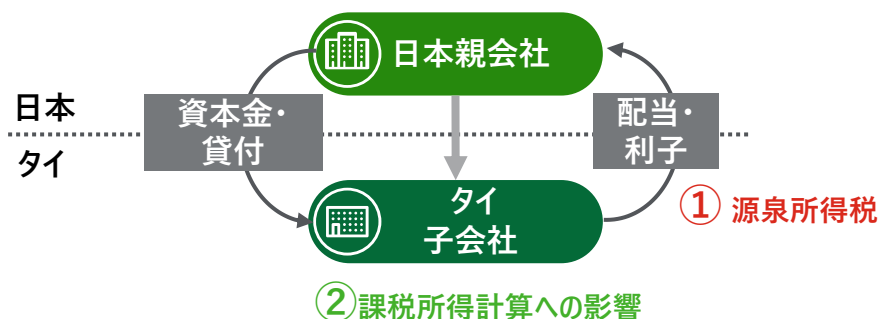 日本親会社
日本
資本金・
貸付
配当・
利子
タイ
タイ
子会社
① 源泉所得税
②課税所得計算への影響